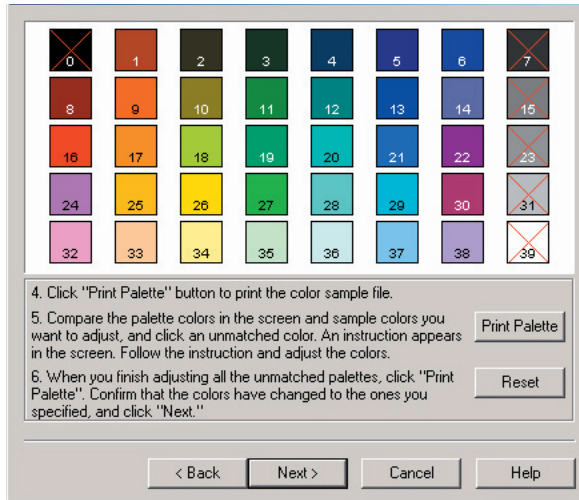 0 1 2 3 4 5 6 7
8 9 10 11 12 13 14 15
16 17 18 19 20 21 22 23
24 25 26 27 28 29 30 31
32 33 34 35 36 37 38 39
4. Click "Print Palette" button to print the color sample file.
5. Compare the palette colors in the screen and sample colors you
want to adjust, and click an unmatched color. An instruction appears
in the screen. Follow the instruction and adjust the colors.
Print Palette
6. When you finish adjusting all the unmatched palettes, click "Print
Palette". Confirm that the colors have changed to the ones you
specified, and click "Next."
Reset
< Back Next > Cancel Help